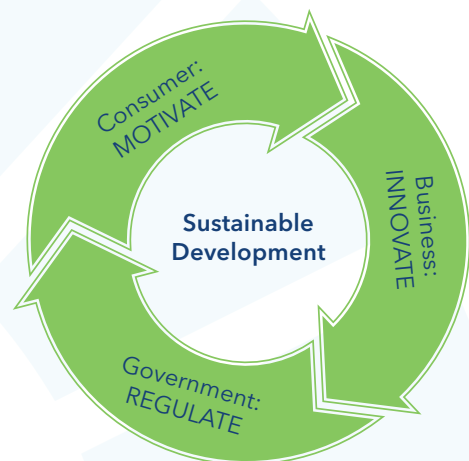 Consumer:
MOTIVATE
Business:
INNOVATE
Sustainable
Development
Government:
REGULATE